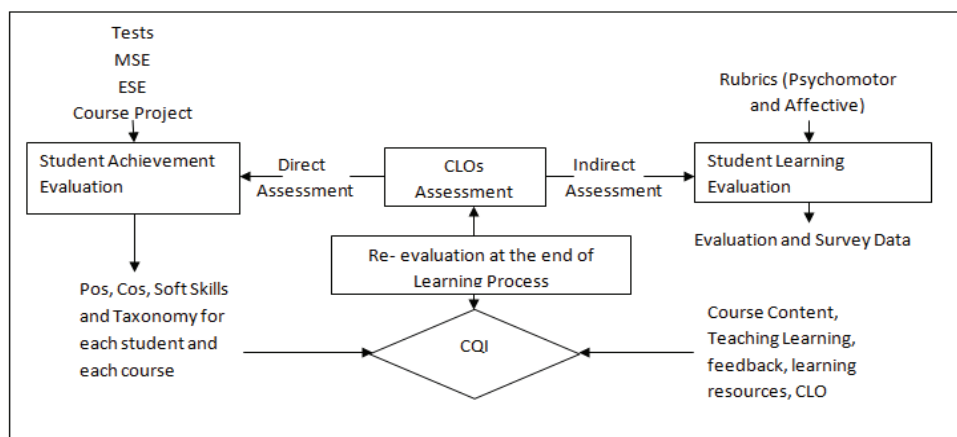 Tests
MSE
ESE
Course Project
Student Achievement
Evaluation
Direct
Assessment
CLOs
Assessment
Indirect
Assessment
Rubrics (Psychomotor
and Affective)
Student Learning
Evaluation
Evaluation and Survey Data
Re- evaluation at the end of
Learning Process
Pos, Cos, Soft Skills
and Taxonomy for
each student and
each course
CQI
Course Content,
Teaching Learning,
feedback, learning
resources, CLO